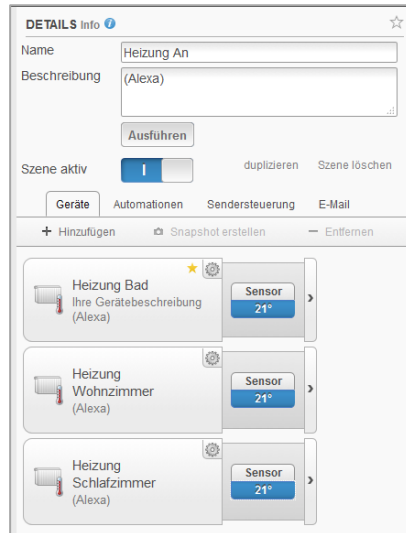 DETAILS Info
Name
Heizung An
Beschreibung
(Alexa)
Ausführen
Szene aktiv
duplizieren
Szene löschen
Geräte
Automationen
Sendersteuerung
E-Mail
+ Hinzufügen
Snapshot erstellen
− Entfernen
Heizung Bad
Ihre Gerätebeschreibung
(Alexa)
Sensor
21°
Heizung
Wohnzimmer
(Alexa)
Sensor
21°
Heizung
Schlafzimmer
(Alexa)
Sensor
21°